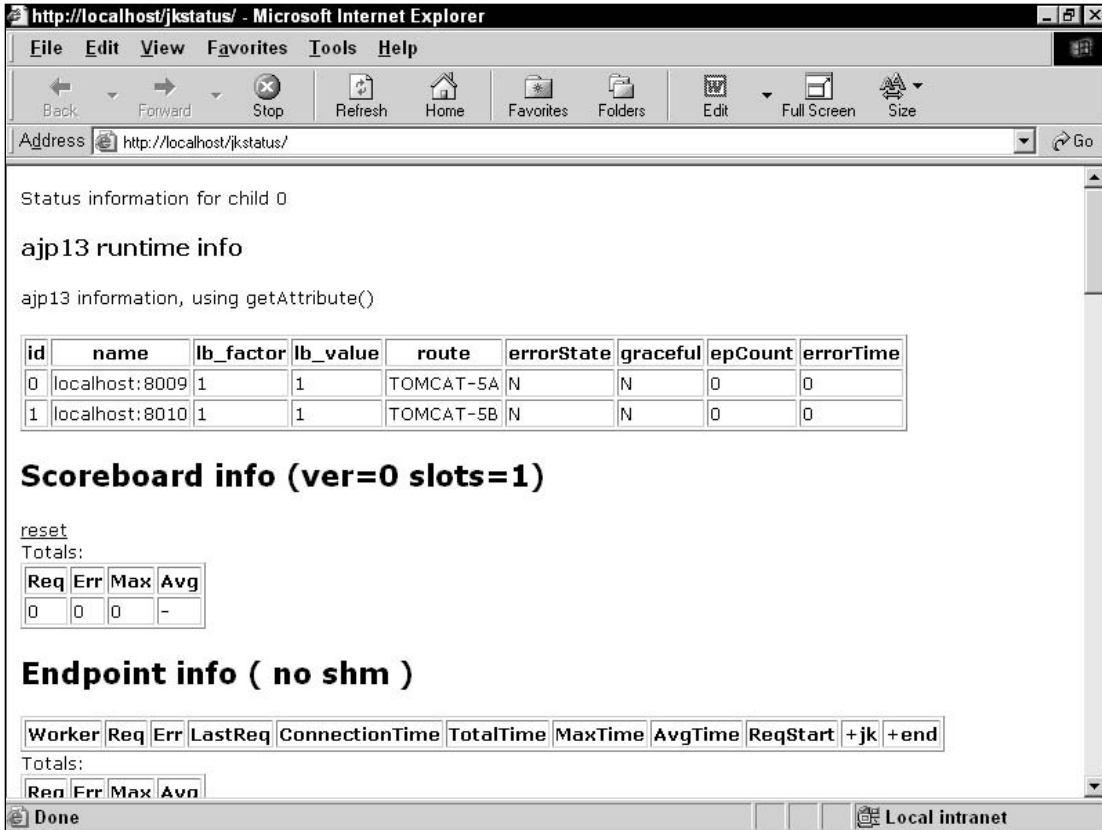 http://localhost/jkstatus/ - Microsoft Internet Explorer
File Edit View Favorites Tools Help
Back Forward Stop Refresh Home Favorites Folders Edit Full Screen Size
Address http://localhost/jkstatus/ Go
Status information for child 0
ajp13 runtime info
ajp13 information, using getAttribute()
id name lb_factor lb_value route errorState graceful epCount errorTime
0 localhost:8009 1 1 TOMCAT-5A N N 0 0
1 localhost:8010 1 1 TOMCAT-5B N N 0 0
Scoreboard info (ver=0 slots=1)
reset
Totals:
Req Err Max Avg
0 0 0 -
Endpoint info ( no shm )
Worker Req Err LastReq ConnectionTime TotalTime MaxTime AvgTime ReqStart +jk +end
Totals:
Req Err Max Avg
Done Local intranet